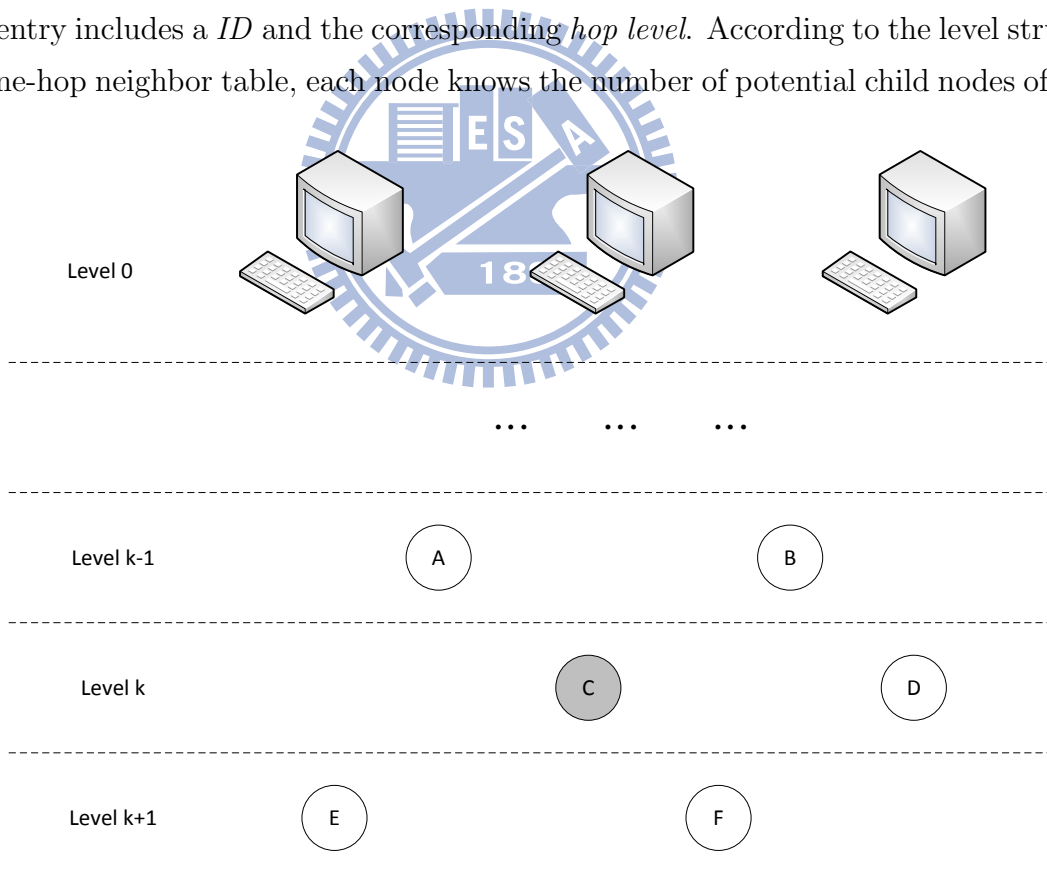 entry includes a ID and the corresponding hop level. According to the level str
ne-hop neighbor table, each node knows the number of potential child nodes of
E S A
Level 0
18
... ... ...
Level k-1
A
B
Level k
C
D
Level k+1
E
F